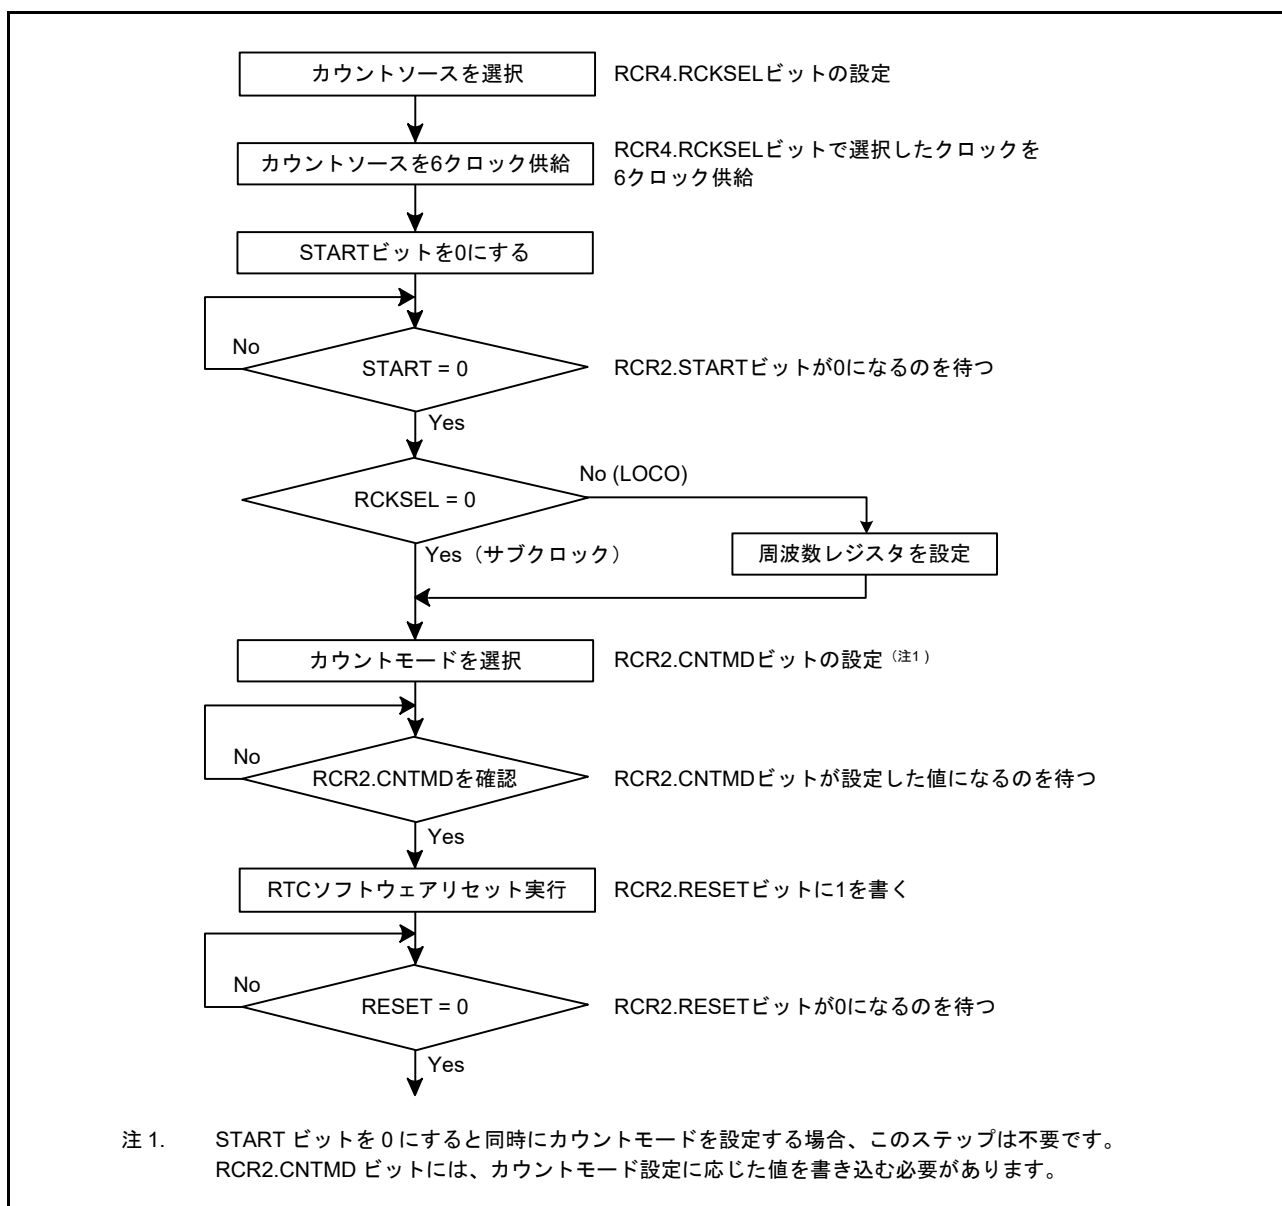 カウントソースを選択
RCR4.RCKSELビットの設定
カウントソースを6クロック供給
RCR4.RCKSELビットで選択したクロックを
6クロック供給
STARTビットを0にする
No
START = 0
RCR2.STARTビットが0になるのを待つ
Yes
No (LOCO)
RCKSEL = 0
Yes（サブクロック）
周波数レジスタを設定
カウントモードを選択
RCR2.CNTMDビットの設定（注1）
No
RCR2.CNTMDを確認
RCR2.CNTMDビットが設定した値になるのを待つ
Yes
RTCソフトウェアリセット実行
RCR2.RESETビットに1を書く
No
RESET = 0
RCR2.RESETビットが0になるのを待つ
Yes
注 1. START ビットを 0 にすると同時にカウントモードを設定する場合、このステップは不要です。
RCR2.CNTMD ビットには、カウントモード設定に応じた値を書き込む必要があります。